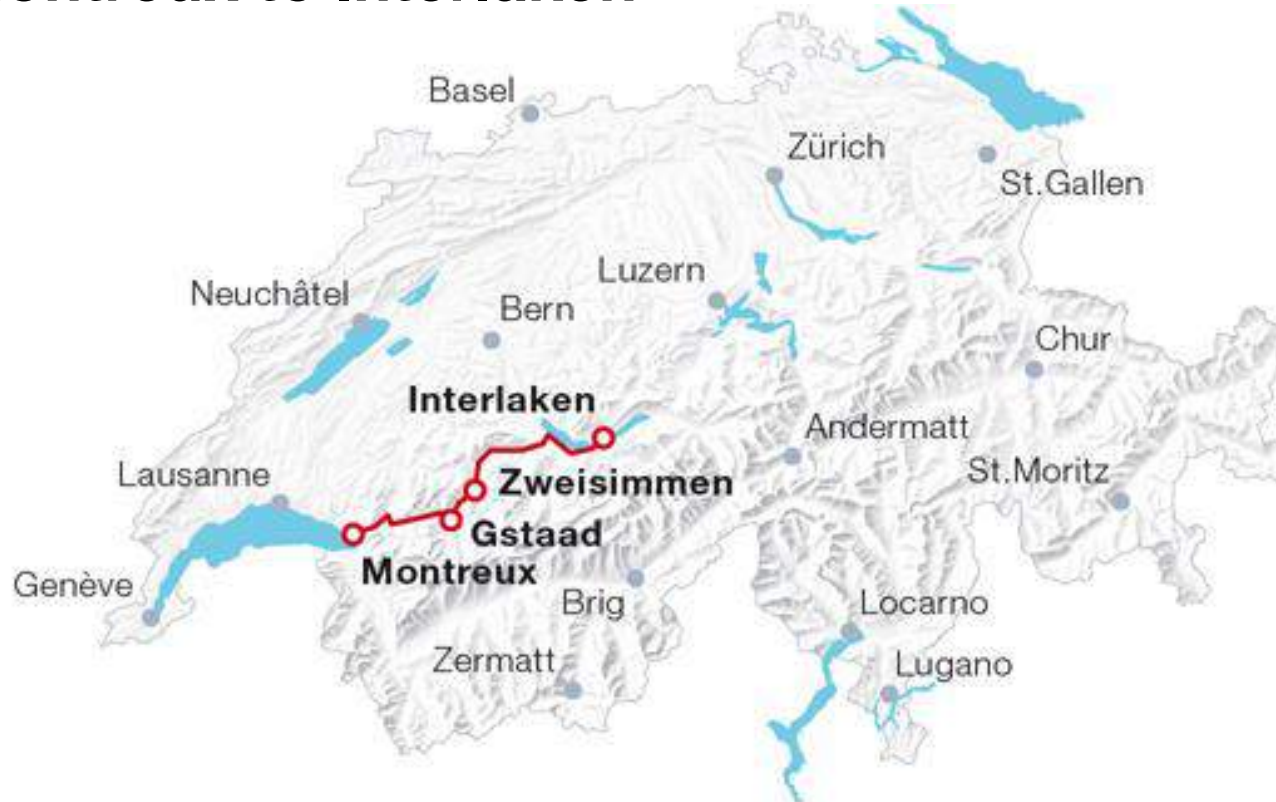 Basel
Zürich
St.Gallen
Luzern
Neuchâtel
Bern
Chur
Interlaken
Andermatt
Lausanne
Zweisimmen
St.Moritz
Gstaad
Montreux
Genève
Brig
Locarno
Zermatt
Lugano